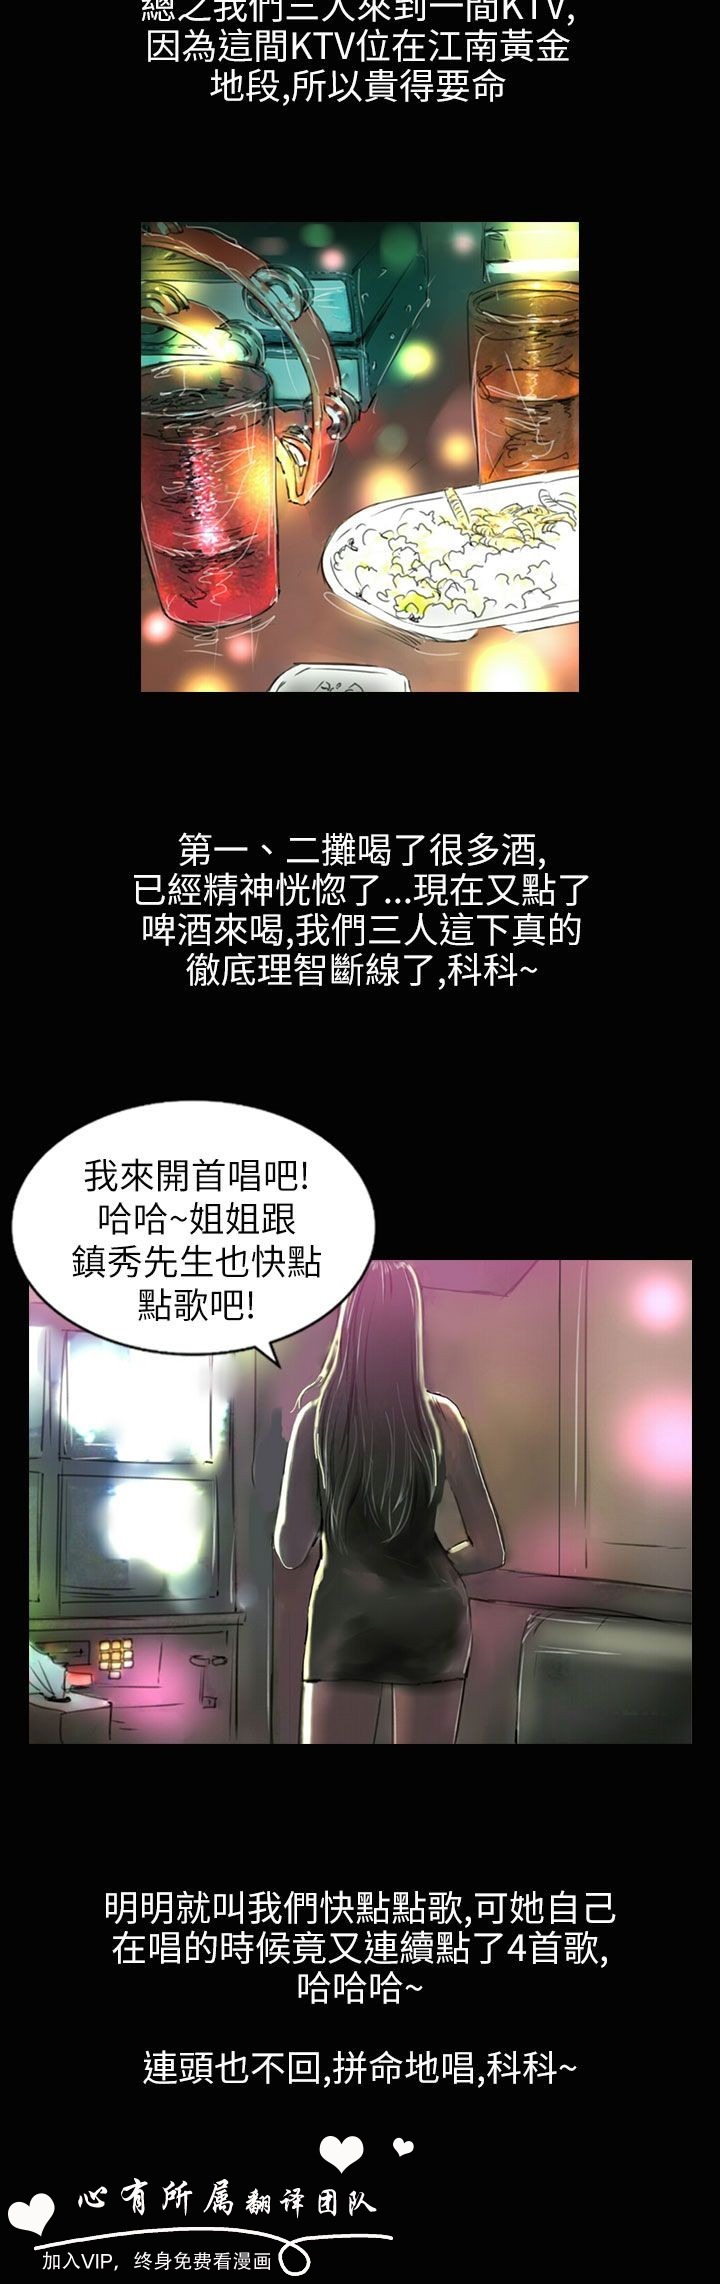 總之我們三人來到一間KTV,
因為這間KTV位在江南黃金
地段,所以貴得要命
第一、二攤喝了很多酒,
已經精神恍惚了...現在又點了
啤酒來喝,我們三人這下真的
徹底理智斷線了,科科~
我來開首唱吧!
哈哈~姐姐跟
鎮秀先生也快點
點歌吧!
明明就叫我們快點點歌,可她自己
在唱的時候竟又連續點了4首歌,
哈哈哈~
連頭也不回,拼命地唱,科科~
心有所属翻译团队
加入VIP，终身免费看漫画